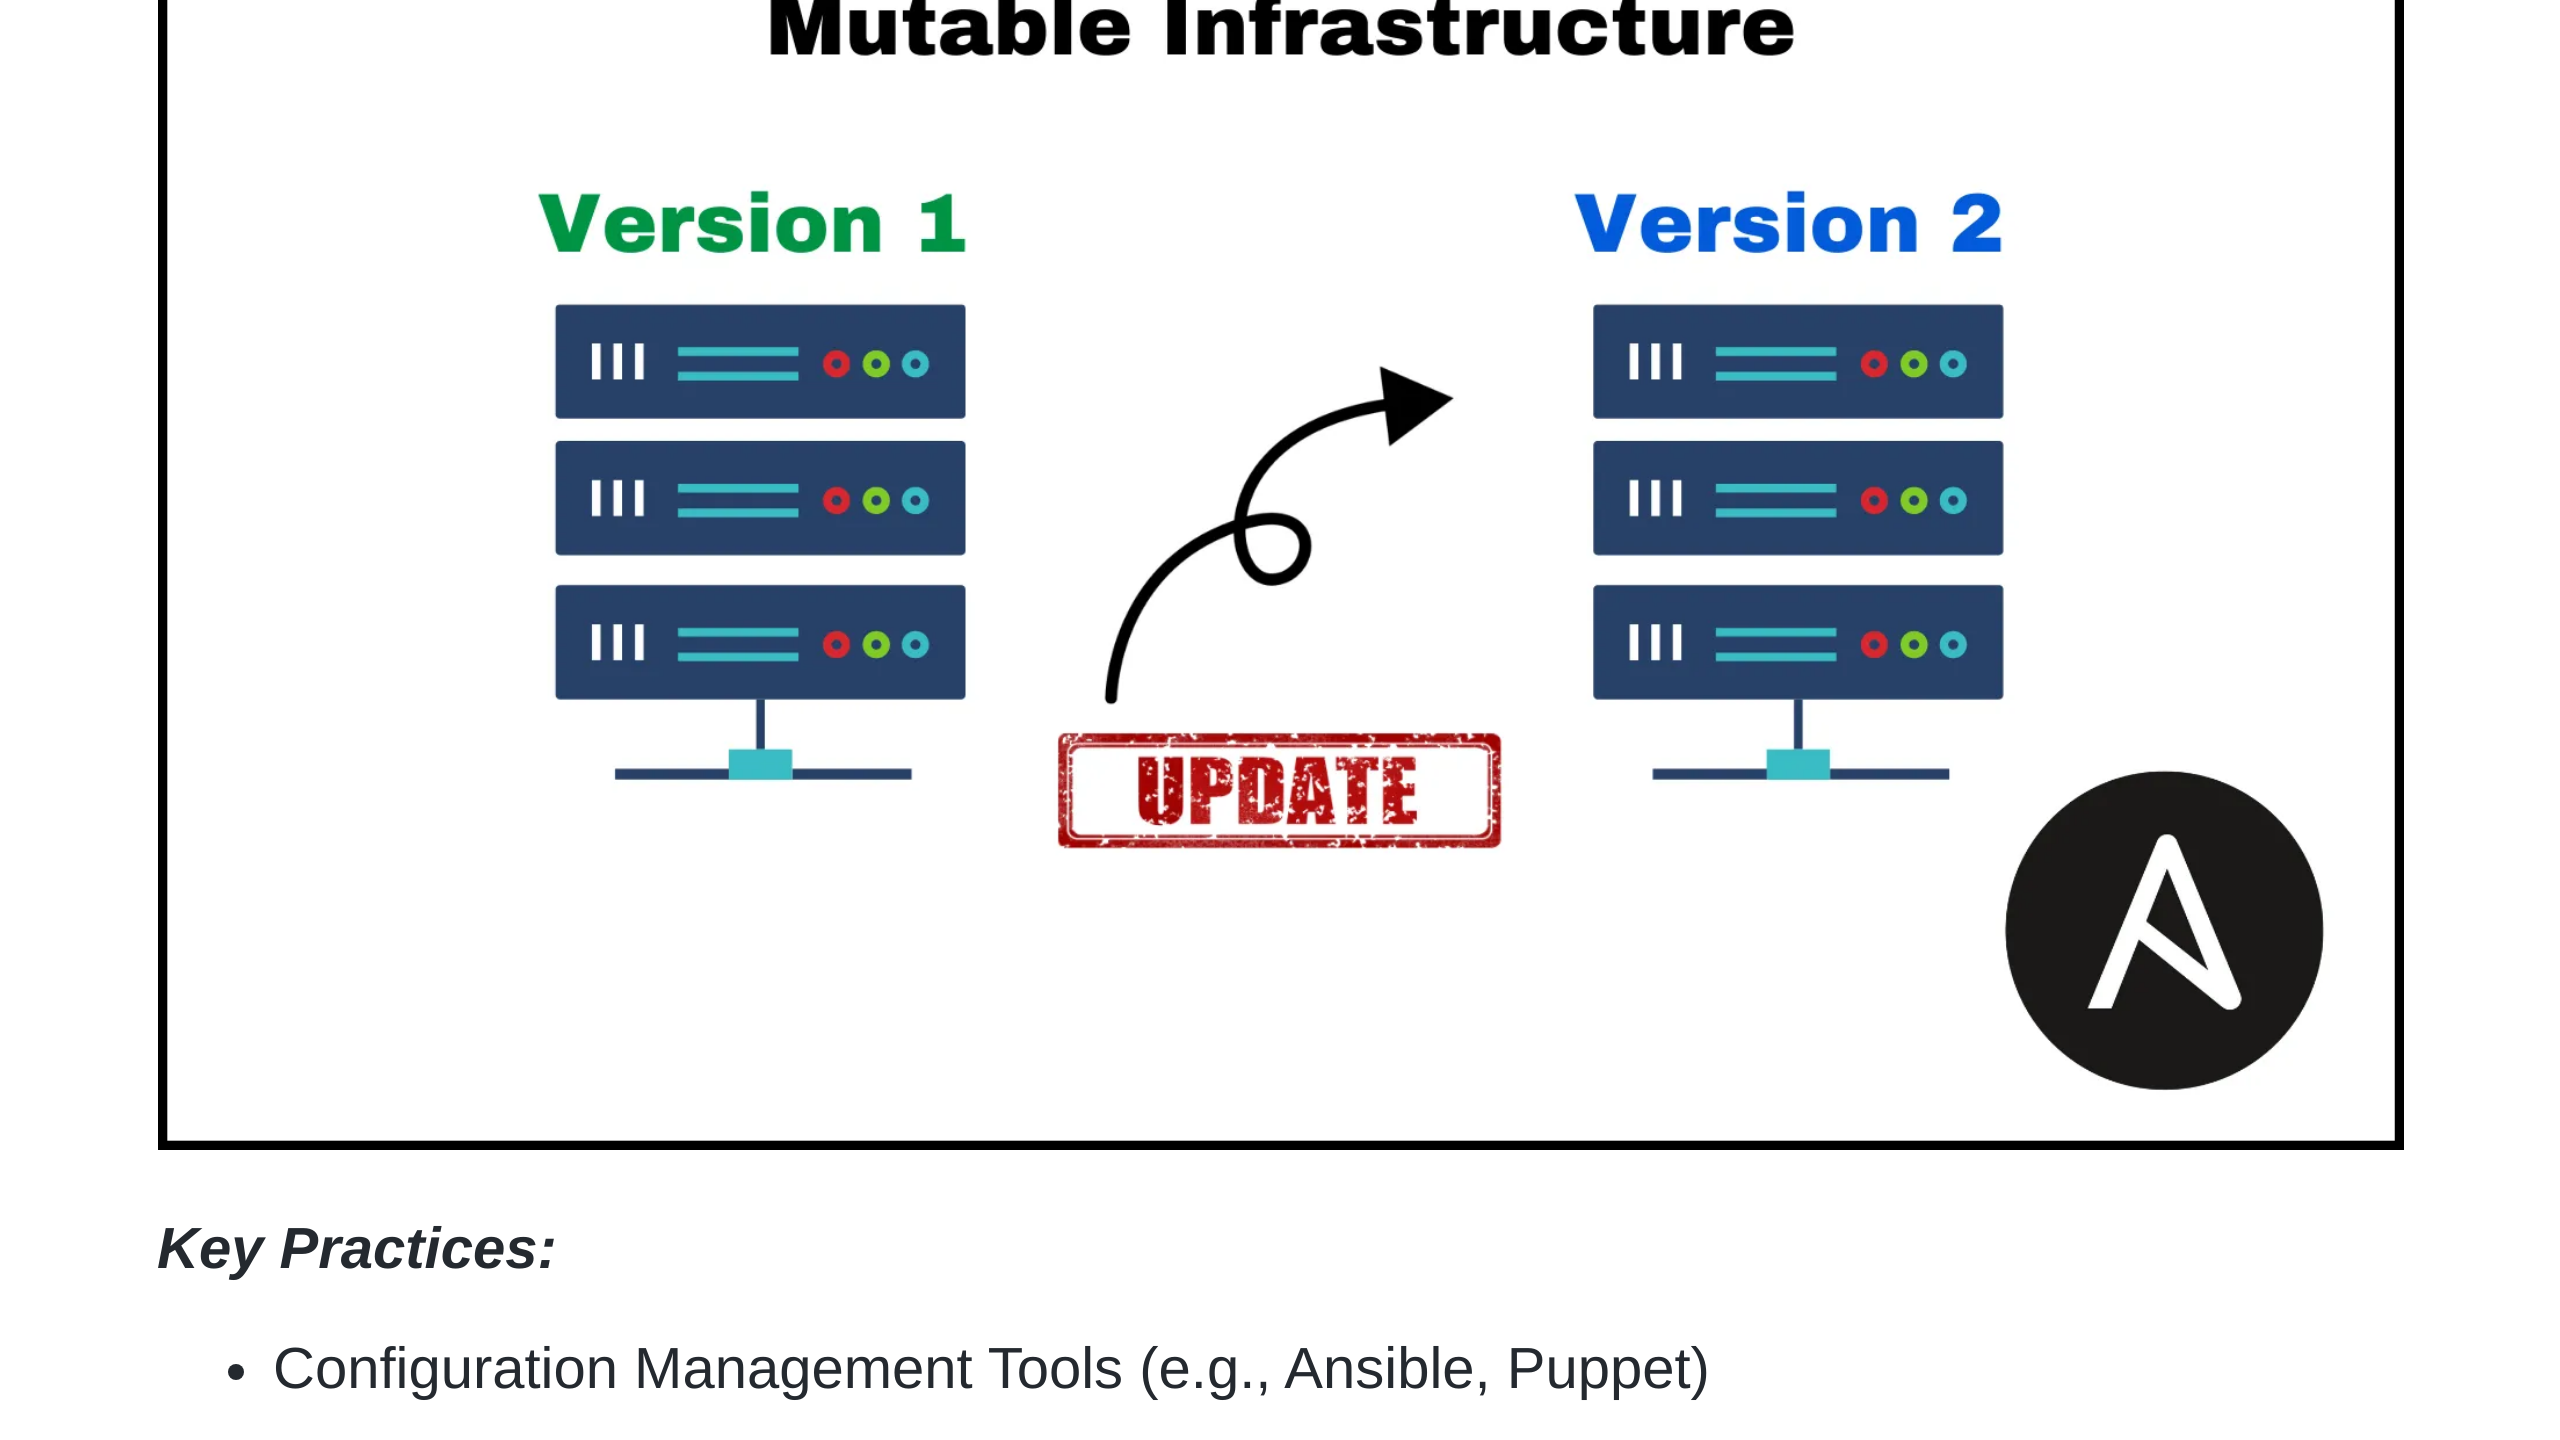 Mutable Infrastructure
Version 1
Version 2
UPDATE
Key Practices:
• Configuration Management Tools (e.g., Ansible, Puppet)